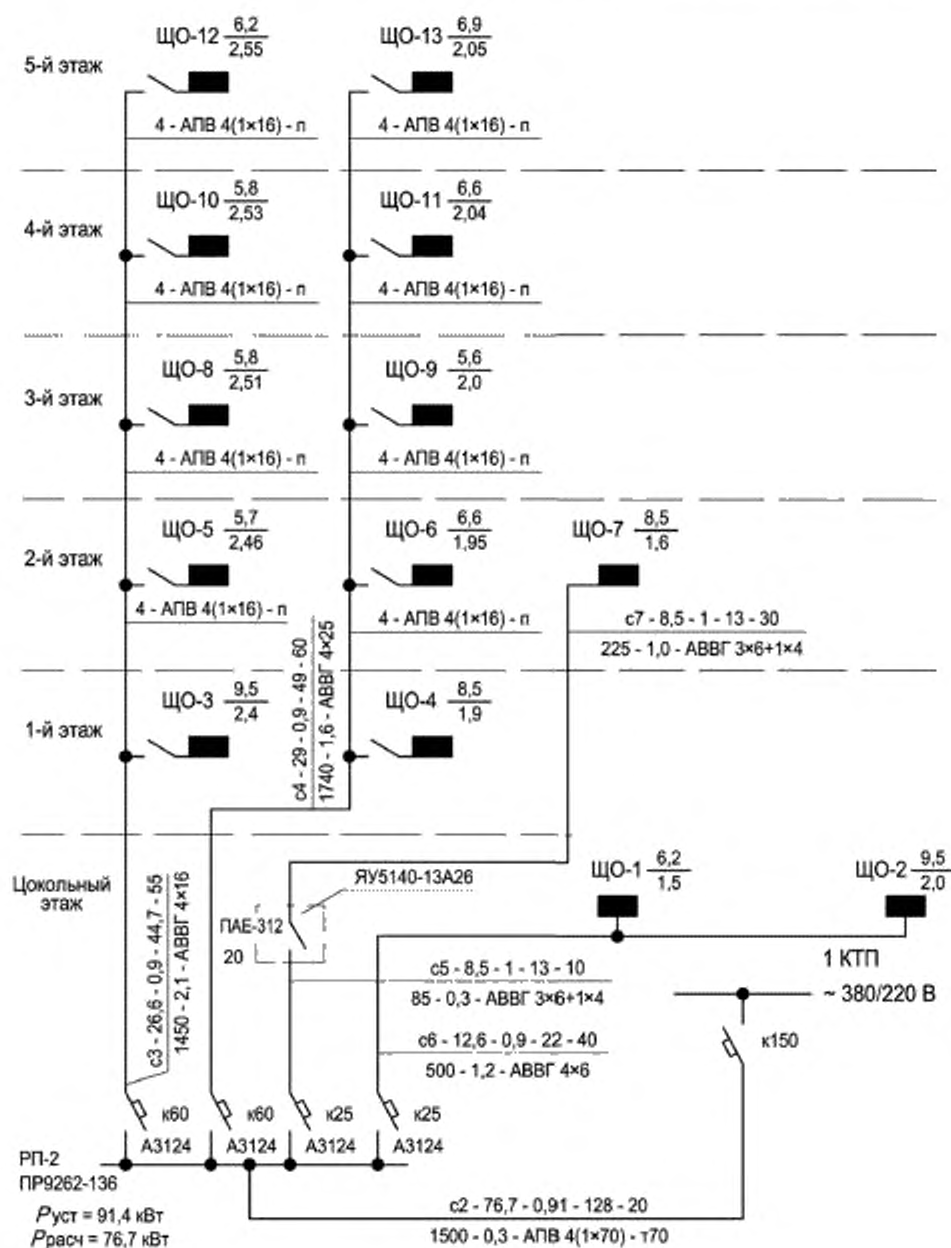 ЩО-12 6,2
2,55
ЩО-13 6,9
2,05
5-й этаж
4 - АПВ 4(1×16) - п
4 - АПВ 4(1×16) - п
ЩО-10 5,8
2,53
ЩО-11 6,6
2,04
4-й этаж
4 - АПВ 4(1×16) - п
4 - АПВ 4(1×16) - п
ЩО-8 5,8
2,51
ЩО-9 5,6
2,0
3-й этаж
4 - АПВ 4(1×16) - п
4 - АПВ 4(1×16) - п
ЩО-5 5,7
2,46
ЩО-6 6,6
1,95
ЩО-7 8,5
1,6
2-й этаж
4 - АПВ 4(1×16) - п
4 - АПВ 4(1×16) - п
с7 - 8,5 - 1 - 13 - 30
225 - 1,0 - АВВГ 3×6+1×4
с4 - 29 - 0,9 - 49 - 60
1740 - 1,6 - АВВГ 4×25
ЩО-3 9,5
2,4
ЩО-4 8,5
1,9
1-й этаж
ЩО-1 6,2
1,5
ЩО-2 9,5
2,0
Цокольный
этаж
ЯУ5140-13А26
ПАЕ-312
20
с3 - 26,6 - 0,9 - 44,7 - 55
1450 - 2,1 - АВВГ 4×16
1 КТП
~ 380/220 В
с5 - 8,5 - 1 - 13 - 10
85 - 0,3 - АВВГ 3×6+1×4
с6 - 12,6 - 0,9 - 22 - 40
500 - 1,2 - АВВГ 4×6
к150
к60
к60
к25
к25
А3124
А3124
А3124
А3124
РП-2
ПР9262-136
Pуст = 91,4 кВт
Pрасч = 76,7 кВт
с2 - 76,7 - 0,91 - 128 - 20
1500 - 0,3 - АПВ 4(1×70) - т70